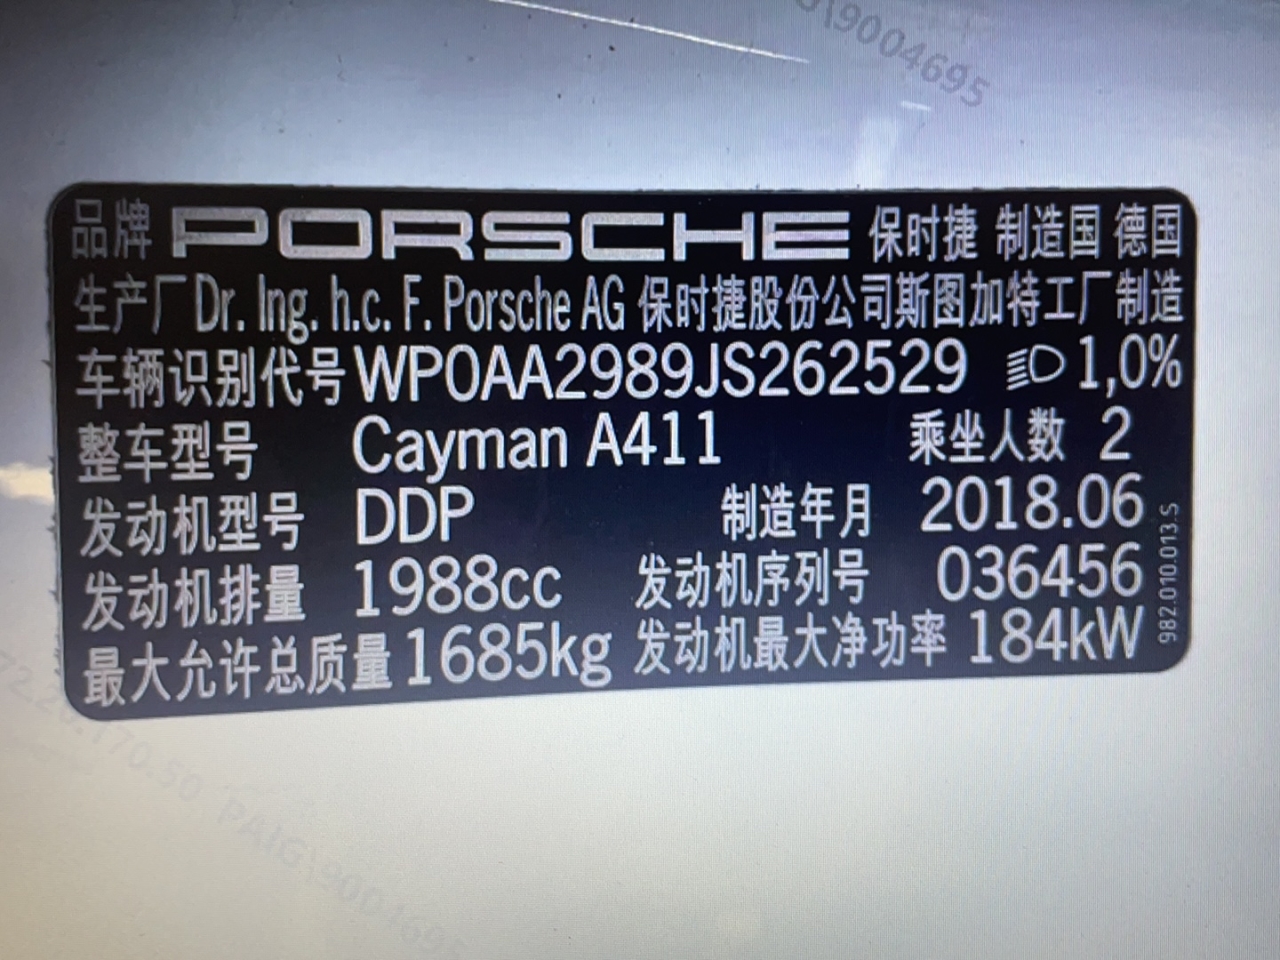 9004695
品牌 PORSCHE 保时捷 制造国 德国
生产厂 Dr. Ing. h.c. F. Porsche AG 保时捷股份公司斯图加特工厂制造
车辆识别代号 WP0AA2989JS262529 1,0%
整车型号 Cayman A411 乘坐人数 2
发动机型号 DDP 制造年月 2018.06
发动机排量 1988cc 发动机序列号 036456
最大允许总质量 1685kg 发动机最大净功率 184kW
982.010.013.S
PAIG\9004695